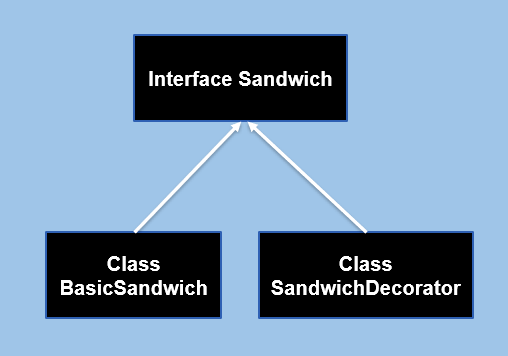 Interface Sandwich
Class
BasicSandwich
Class
SandwichDecorator